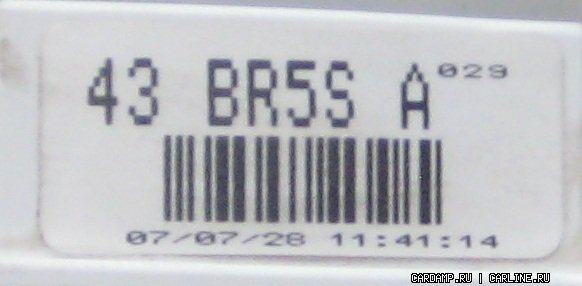 43 BR5S A 029
07/07/28 11:41:14
CARDAMP.RU | CARLINE.RU